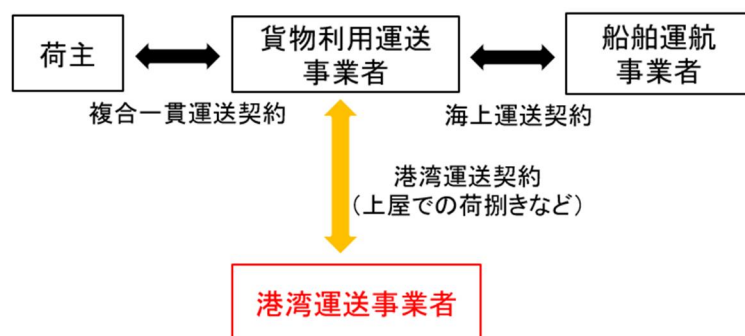 荷主
貨物利用運送
事業者
船舶運航
事業者
複合一貫運送契約
海上運送契約
港湾運送契約
（上屋での荷捌きなど）
港湾運送事業者